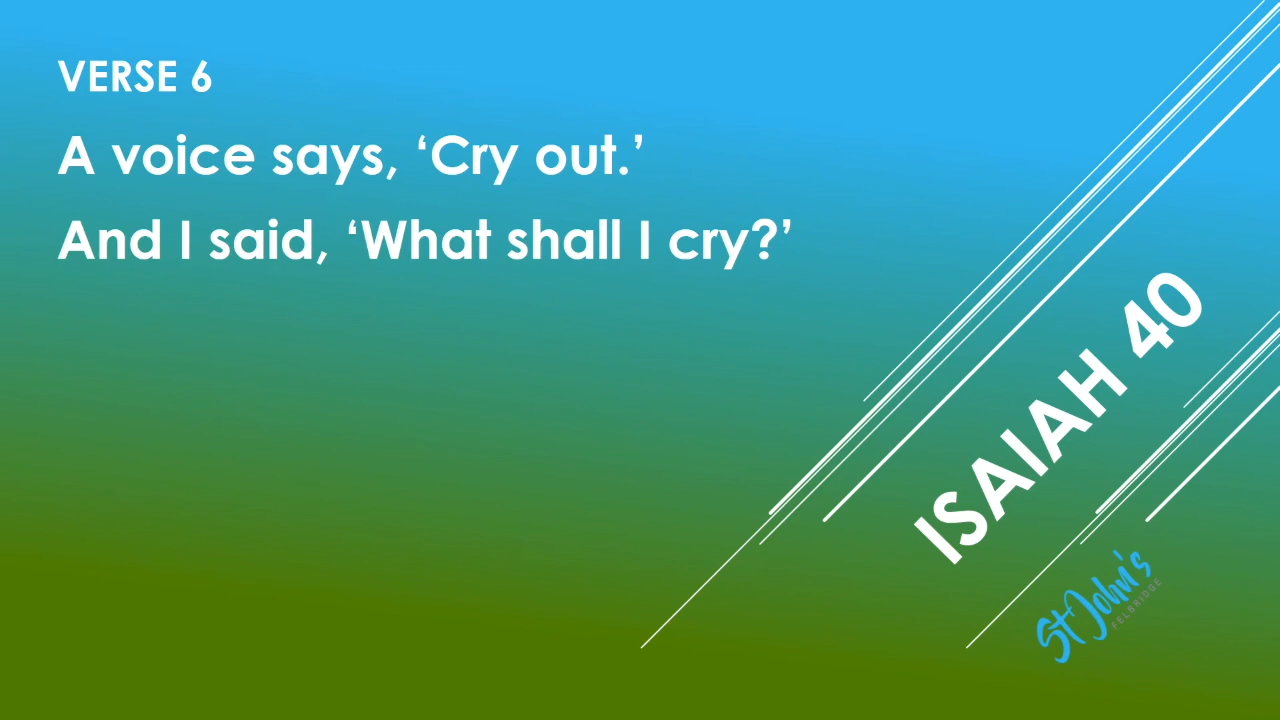 VERSE 6
A voice says, ‘Cry out.’
And I said, ‘What shall I cry?’
ISAIAH 40
St John's
FELBRIDGE